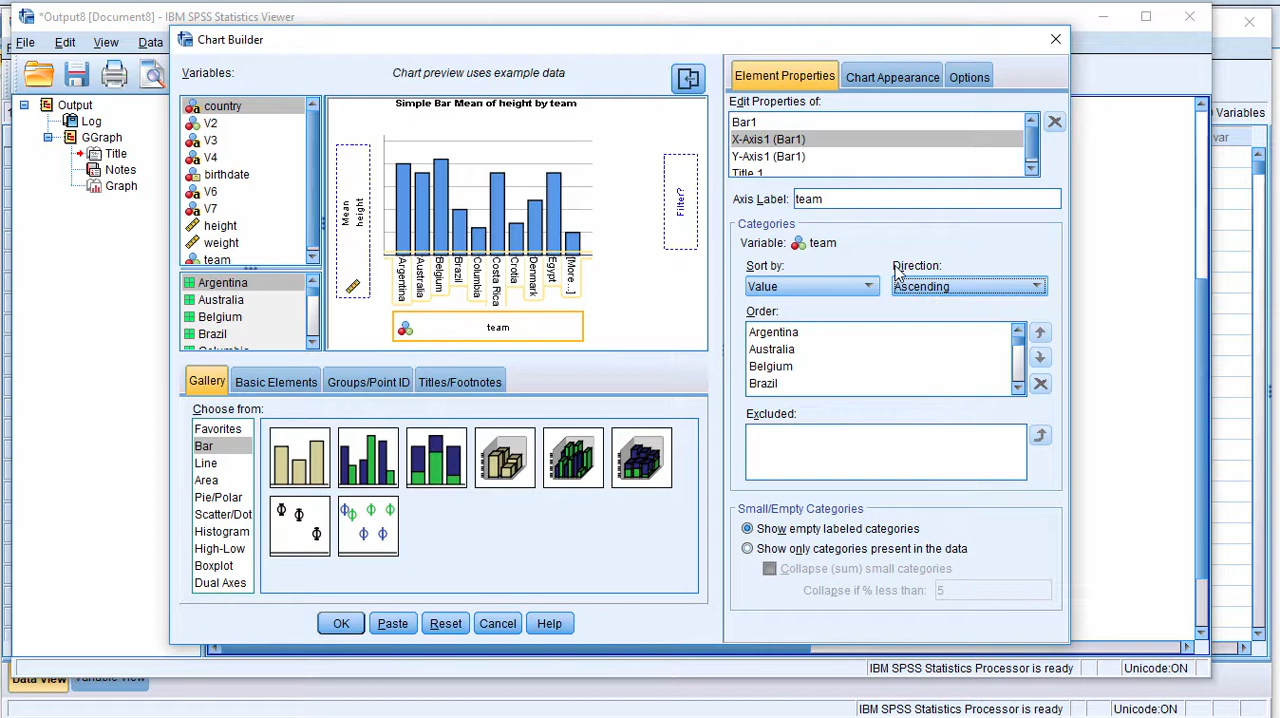 *Output8 [Document8] - IBM SPSS Statistics Viewer
File Edit View Data
Output
Log
GGraph
Title
Notes
Graph
Chart Builder
Variables:
country
V2
V3
V4
birthdate
V6
V7
height
weight
team
Argentina
Australia
Belgium
Brazil
Chart preview uses example data
Simple Bar Mean of height by team
Mean
height
Filter?
Argentina
Australia
Belgium
Brazil
Columbia
Costa Rica
Denmark
Egypt
[More...]
team
Gallery Basic Elements Groups/Point ID Titles/Footnotes
Choose from:
Favorites
Bar
Line
Area
Pie/Polar
Scatter/Dot
Histogram
High-Low
Boxplot
Dual Axes
OK Paste Reset Cancel Help
Element Properties Chart Appearance Options
Edit Properties of:
Bar1
X-Axis1 (Bar1)
Y-Axis1 (Bar1)
Title 1
Axis Label: team
Categories
Variable: team
Sort by: Direction:
Value Ascending
Order:
Argentina
Australia
Belgium
Brazil
Excluded:
Small/Empty Categories
Show empty labeled categories
Show only categories present in the data
Collapse (sum) small categories
Collapse if % less than: 5
Variables
var
IBM SPSS Statistics Processor is ready Unicode:ON
Data View Variable View
IBM SPSS Statistics Processor is ready Unicode:ON